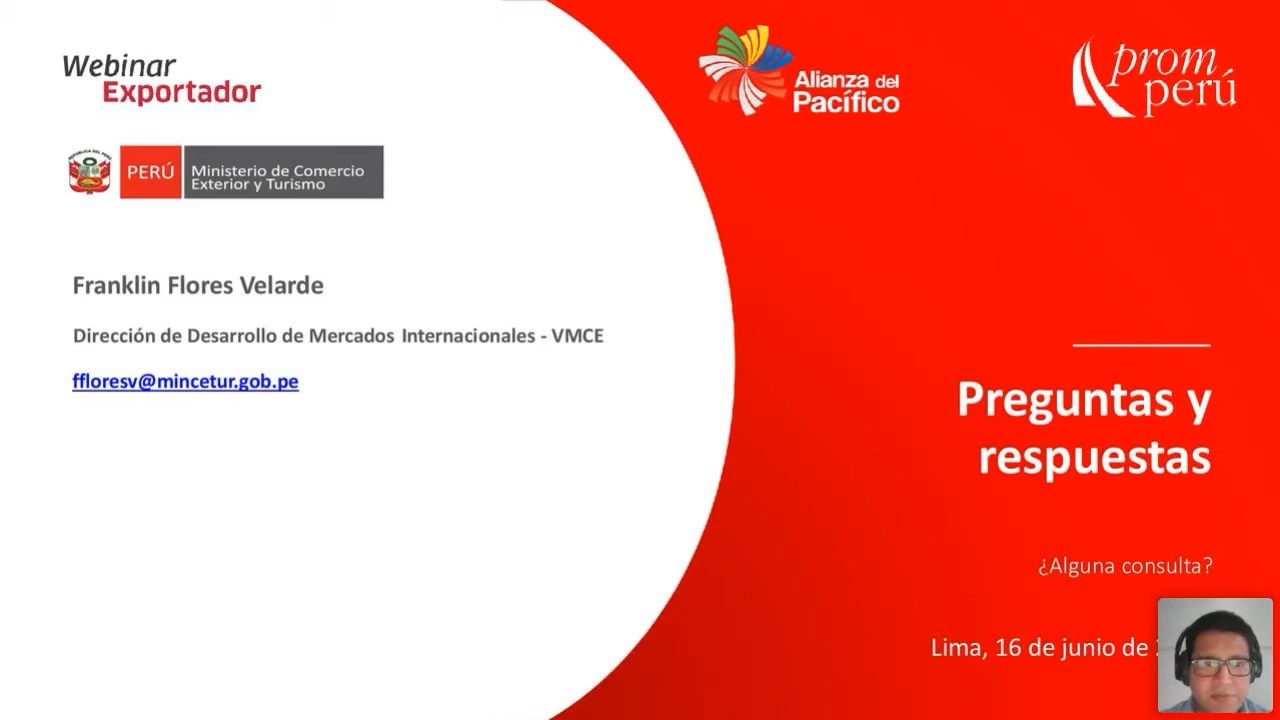 Webinar
Exportador
Alianza del
Pacífico
prom
perú
PERÚ
Ministerio de Comercio
Exterior y Turismo
Franklin Flores Velarde
Dirección de Desarrollo de Mercados Internacionales - VMCE
ffloresv@mincetur.gob.pe
Preguntas y
respuestas
¿Alguna consulta?
Lima, 16 de junio de